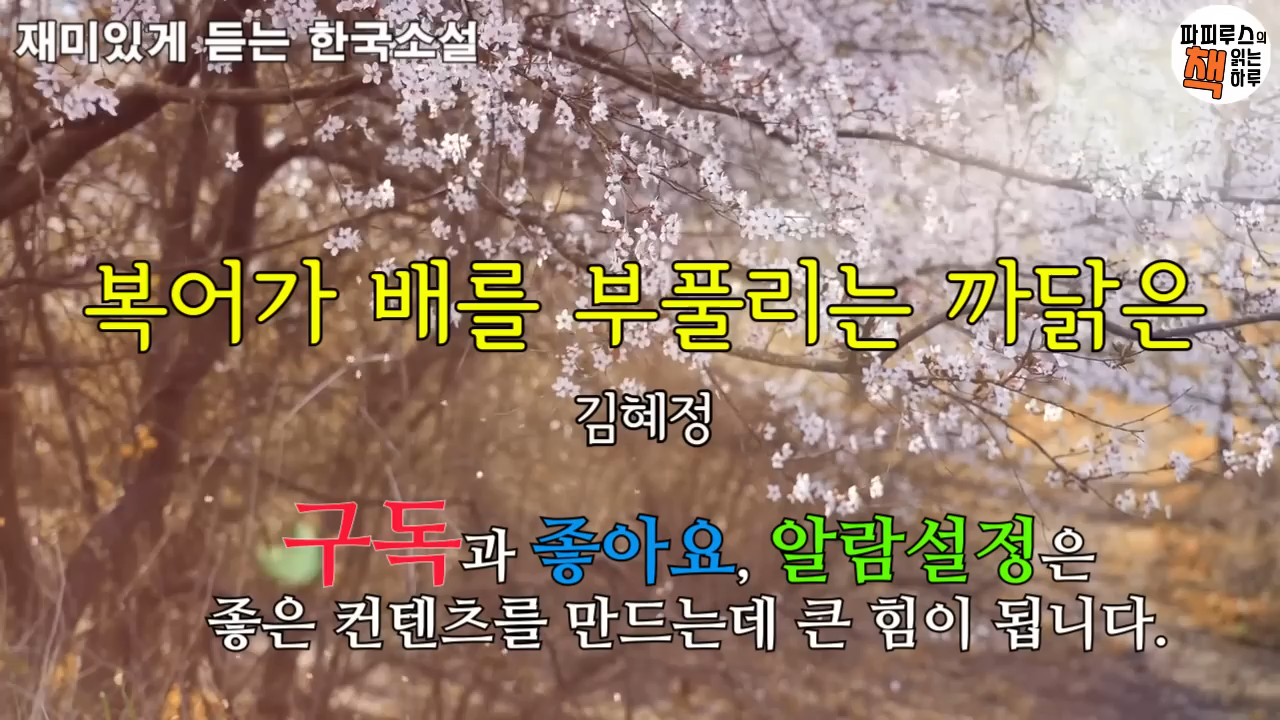 재미있게 듣는 한국소설
파피루스의
책 읽는
하루
복어가 배를 부풀리는 까닭은
김혜정
구독과 좋아요, 알람설정은
좋은 컨텐츠를 만드는데 큰 힘이 됩니다.